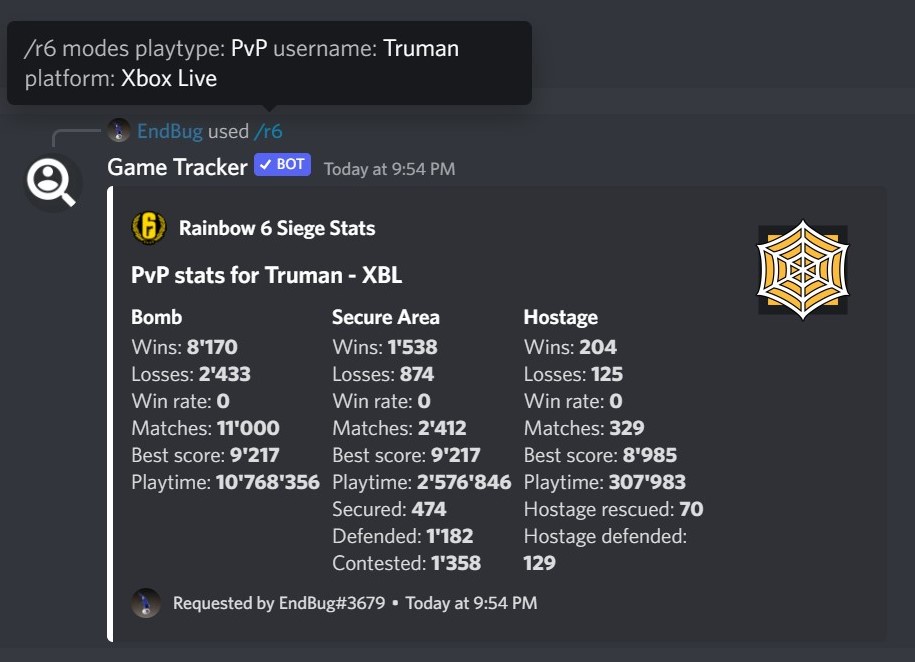 /r6 modes playtype: PvP username: Truman
platform: Xbox Live
EndBug used /r6
Game Tracker ✓ BOT Today at 9:54 PM
6 Rainbow 6 Siege Stats
PvP stats for Truman - XBL
Bomb
Wins: 8'170
Losses: 2'433
Win rate: 0
Matches: 11'000
Best score: 9'217
Playtime: 10'768'356
Secure Area
Wins: 1'538
Losses: 874
Win rate: 0
Matches: 2'412
Best score: 9'217
Playtime: 2'576'846
Secured: 474
Defended: 1'182
Contested: 1'358
Hostage
Wins: 204
Losses: 125
Win rate: 0
Matches: 329
Best score: 8'985
Playtime: 307'983
Hostage rescued: 70
Hostage defended:
129
Requested by EndBug#3679 • Today at 9:54 PM